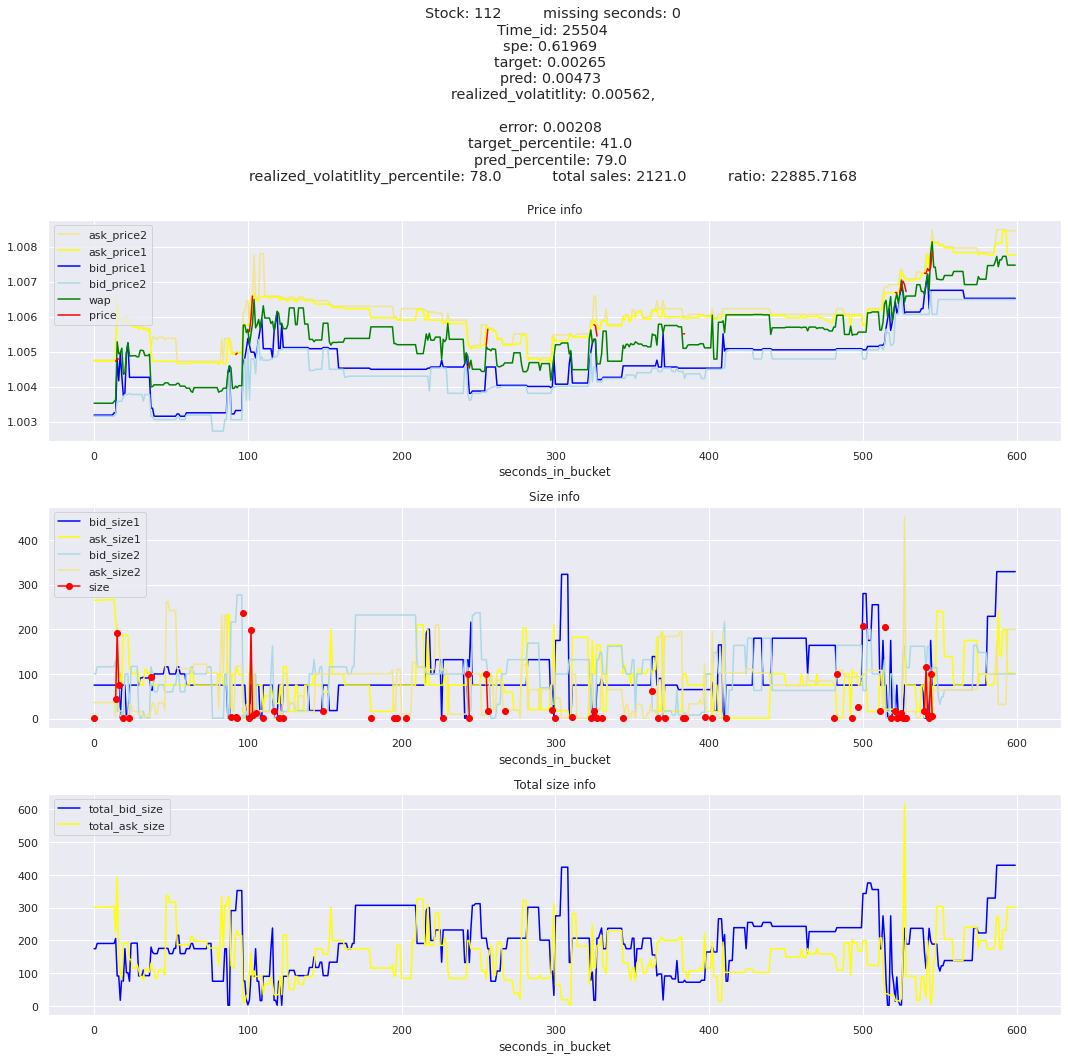 Stock: 112 missing seconds: 0
Time_id: 25504
spe: 0.61969
target: 0.00265
pred: 0.00473
realized_volatitlity: 0.00562,
error: 0.00208
target_percentile: 41.0
pred_percentile: 79.0
realized_volatitlity_percentile: 78.0 total sales: 2121.0 ratio: 22885.7168
Price info
ask_price2
ask_price1
bid_price1
bid_price2
wap
price
1.008
1.007
1.006
1.005
1.004
1.003
0 100 200 300 400 500 600
seconds_in_bucket
Size info
bid_size1
ask_size1
bid_size2
ask_size2
size
400
300
200
100
0
0 100 200 300 400 500 600
seconds_in_bucket
Total size info
total_bid_size
total_ask_size
600
500
400
300
200
100
0
0 100 200 300 400 500 600
seconds_in_bucket